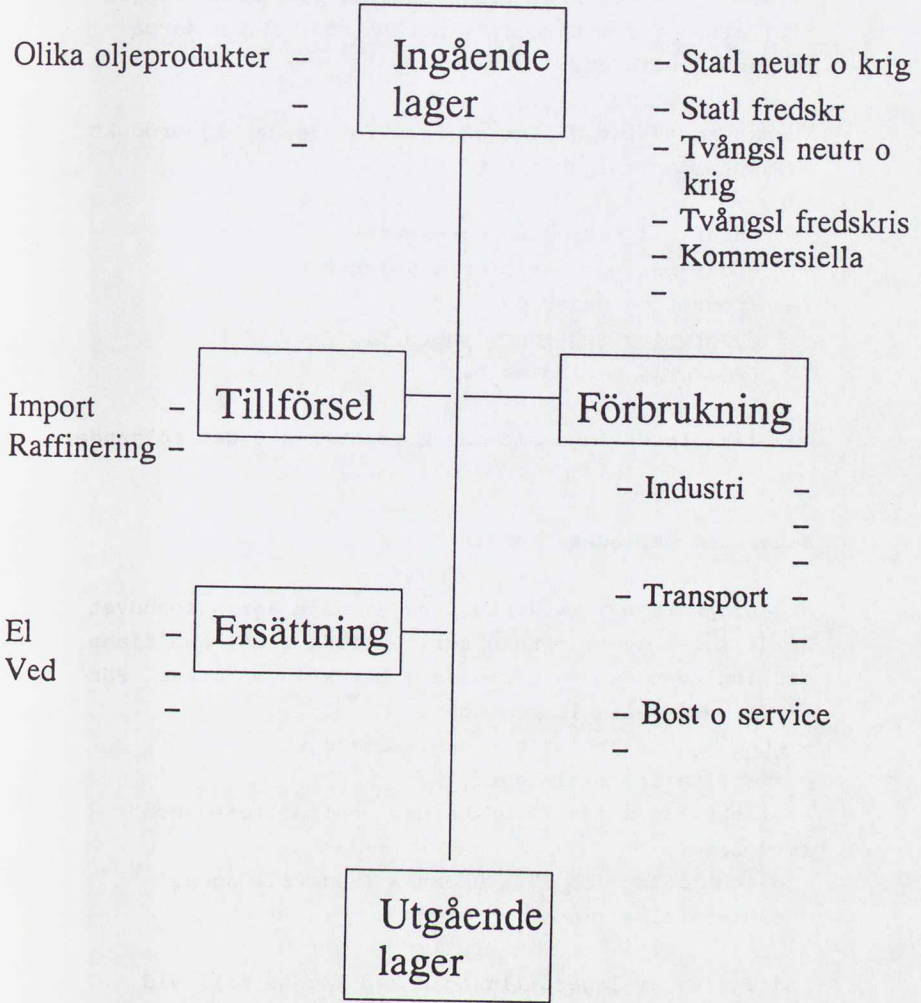 Olika oljeprodukter –
–
–
Ingående
lager
– Statl neutr o krig
– Statl fredskr
– Tvångsl neutr o
krig
– Tvångsl fredskris
– Kommersiella
–
Import –
Raffinering –
Tillförsel
Förbrukning
– Industri –
–
–
– Transport –
–
–
– Bost o service
–
El –
Ved –
–
Ersättning
Utgående
lager